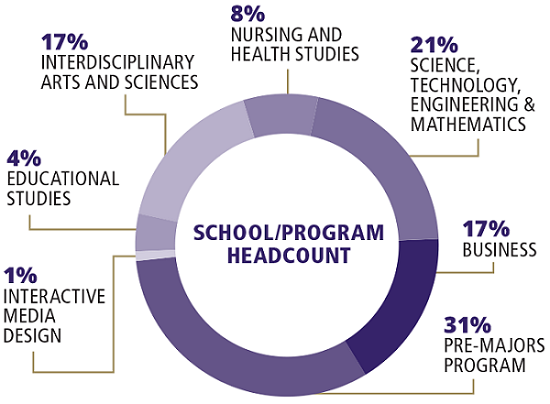 8%
NURSING AND
HEALTH STUDIES
17%
INTERDISCIPLINARY
ARTS AND SCIENCES
21%
SCIENCE,
TECHNOLOGY,
ENGINEERING &
MATHEMATICS
4%
EDUCATIONAL
STUDIES
SCHOOL/PROGRAM
HEADCOUNT
17%
BUSINESS
1%
INTERACTIVE
MEDIA
DESIGN
31%
PRE-MAJORS
PROGRAM